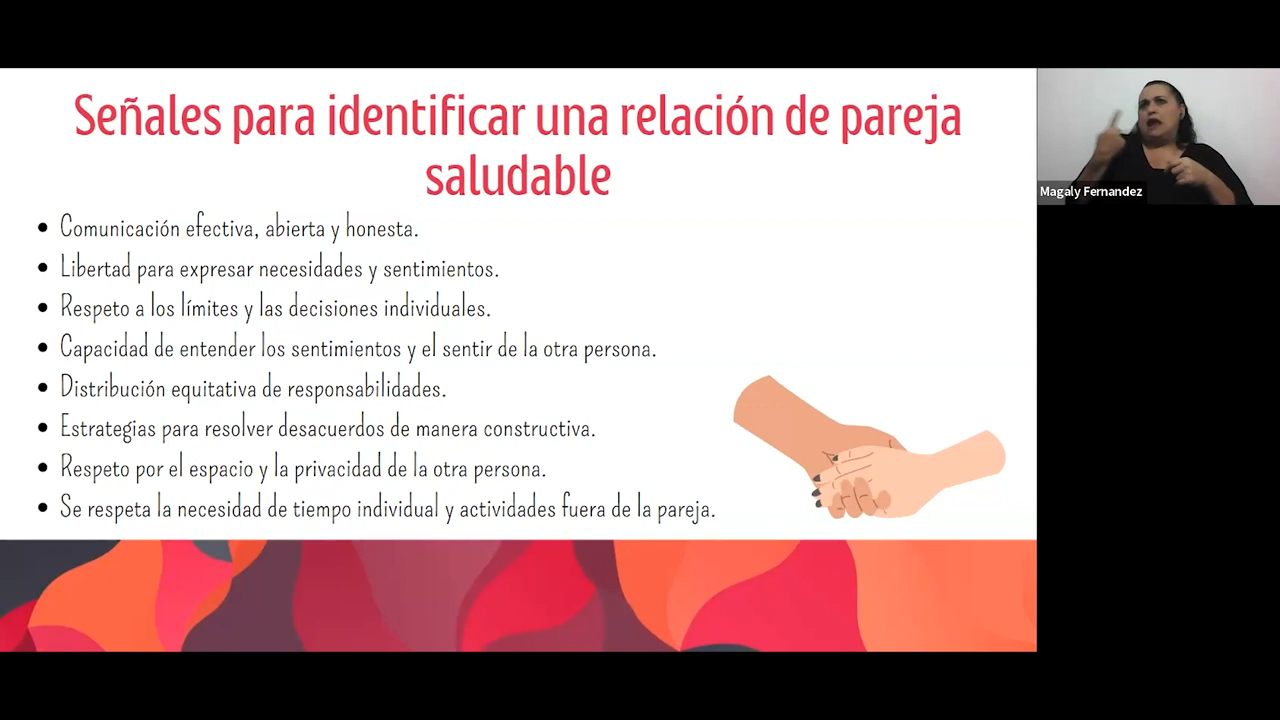 Señales para identificar una relación de pareja
saludable
• Comunicación efectiva, abierta y honesta.
• Libertad para expresar necesidades y sentimientos.
• Respeto a los límites y las decisiones individuales.
• Capacidad de entender los sentimientos y el sentir de la otra persona.
• Distribución equitativa de responsabilidades.
• Estrategias para resolver desacuerdos de manera constructiva.
• Respeto por el espacio y la privacidad de la otra persona.
• Se respeta la necesidad de tiempo individual y actividades fuera de la pareja.
Magaly Fernandez